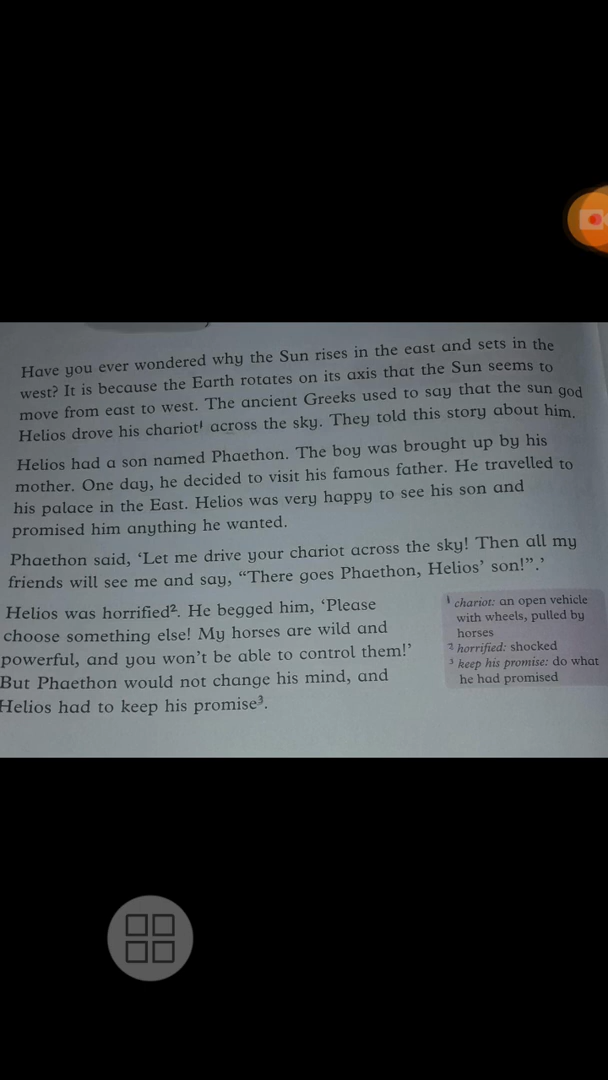 Have you ever wondered why the Sun rises in the east and sets in the
west? It is because the Earth rotates on its axis that the Sun seems to
move from east to west. The ancient Greeks used to say that the sun god
Helios drove his chariot¹ across the sky. They told this story about him.
Helios had a son named Phaethon. The boy was brought up by his
mother. One day, he decided to visit his famous father. He travelled to
his palace in the East. Helios was very happy to see his son and
promised him anything he wanted.
Phaethon said, ‘Let me drive your chariot across the sky! Then all my
friends will see me and say, “There goes Phaethon, Helios’ son!”.’
Helios was horrified². He begged him, ‘Please
choose something else! My horses are wild and
powerful, and you won’t be able to control them!’
But Phaethon would not change his mind, and
Helios had to keep his promise³.
¹ chariot: an open vehicle
with wheels, pulled by
horses
² horrified: shocked
³ keep his promise: do what
he had promised